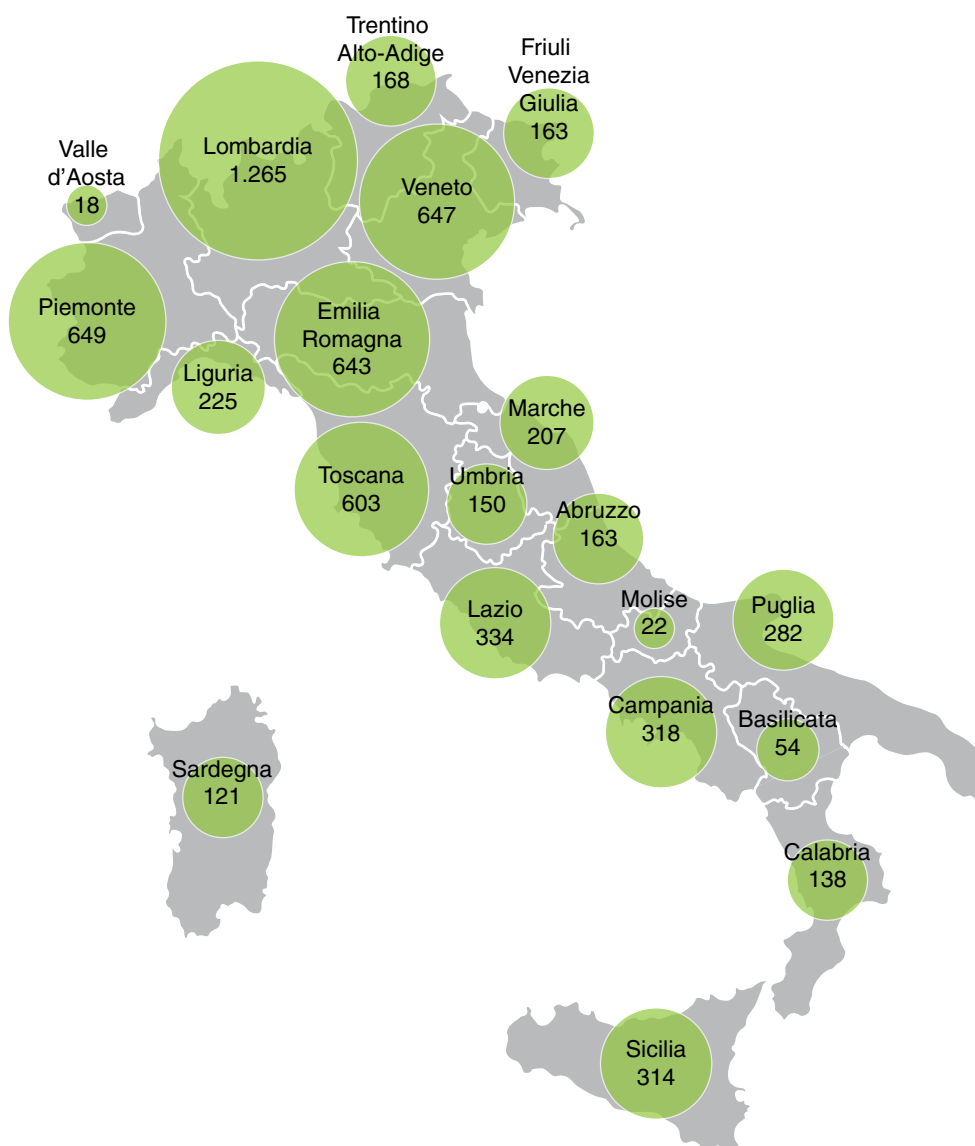 Trentino
Alto-Adige
168
Friuli
Venezia
Giulia
163
Lombardia
1.265
Valle
d'Aosta
18
Veneto
647
Piemonte
649
Emilia
Romagna
643
Liguria
225
Marche
207
Toscana
603
Umbria
150
Abruzzo
163
Lazio
334
Molise
22
Puglia
282
Campania
318
Basilicata
54
Sardegna
121
Calabria
138
Sicilia
314